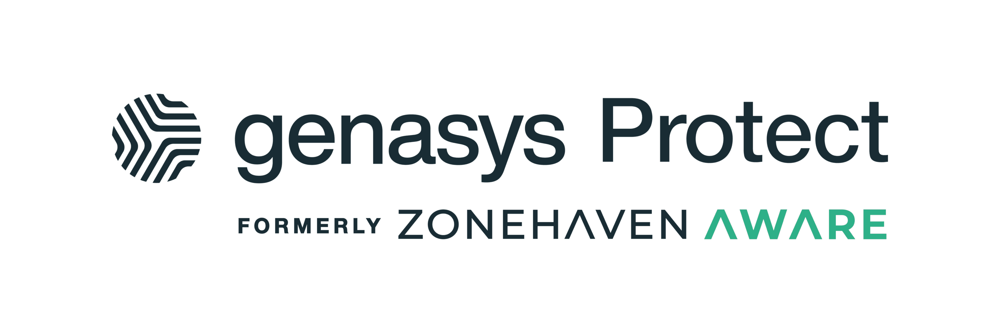 genasys Protect
FORMERLY ZONEHAVEN AWARE